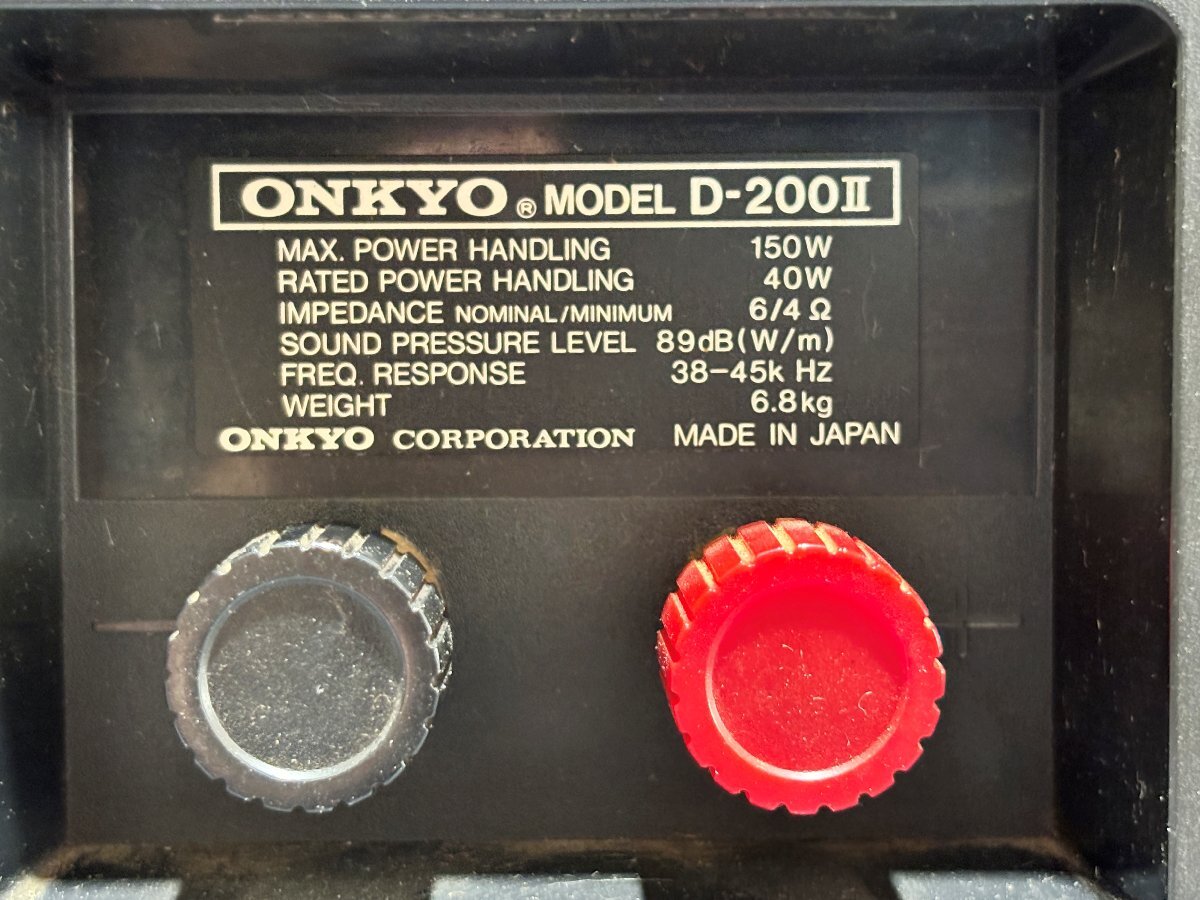 ONKYO® MODEL D-200II
MAX. POWER HANDLING 150W
RATED POWER HANDLING 40W
IMPEDANCE NOMINAL/MINIMUM 6/4 Ω
SOUND PRESSURE LEVEL 89dB(W/m)
FREQ. RESPONSE 38-45k Hz
WEIGHT 6.8kg
ONKYO CORPORATION MADE IN JAPAN
− +